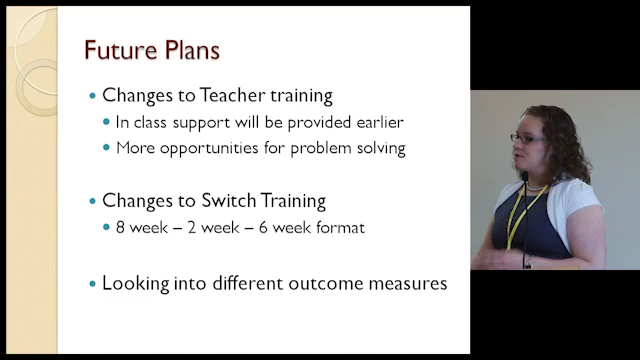 Future Plans
Changes to Teacher training
In class support will be provided earlier
More opportunities for problem solving
Changes to Switch Training
8 week – 2 week – 6 week format
Looking into different outcome measures